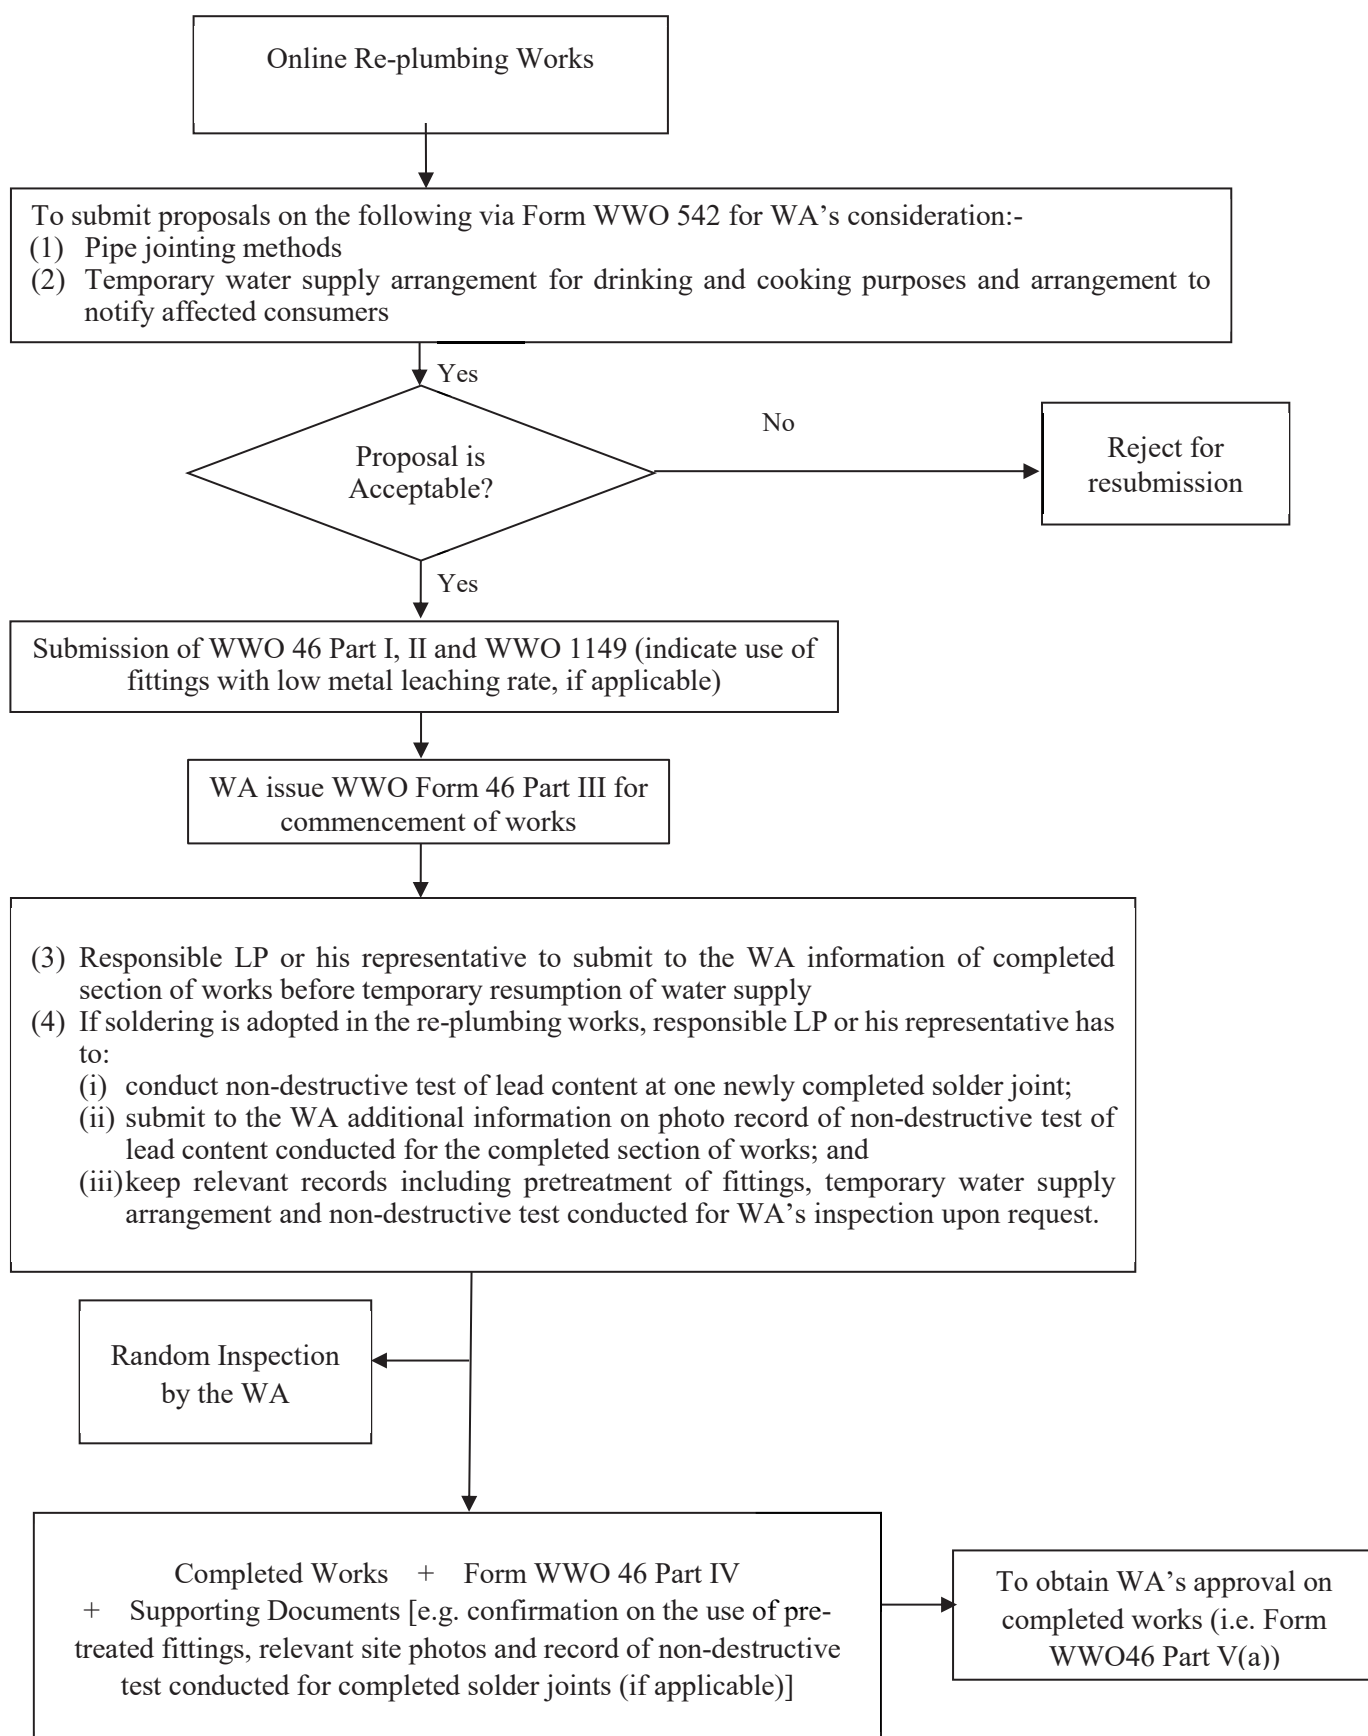 Online Re-plumbing Works
To submit proposals on the following via Form WWO 542 for WA’s consideration:-
(1) Pipe jointing methods
(2) Temporary water supply arrangement for drinking and cooking purposes and arrangement to
notify affected consumers
Yes
No
Proposal is
Acceptable?
Reject for
resubmission
Yes
Submission of WWO 46 Part I, II and WWO 1149 (indicate use of
fittings with low metal leaching rate, if applicable)
WA issue WWO Form 46 Part III for
commencement of works
(3) Responsible LP or his representative to submit to the WA information of completed
section of works before temporary resumption of water supply
(4) If soldering is adopted in the re-plumbing works, responsible LP or his representative has
to:
(i) conduct non-destructive test of lead content at one newly completed solder joint;
(ii) submit to the WA additional information on photo record of non-destructive test of
lead content conducted for the completed section of works; and
(iii)keep relevant records including pretreatment of fittings, temporary water supply
arrangement and non-destructive test conducted for WA’s inspection upon request.
Random Inspection
by the WA
Completed Works + Form WWO 46 Part IV
+ Supporting Documents [e.g. confirmation on the use of pre-
treated fittings, relevant site photos and record of non-destructive
test conducted for completed solder joints (if applicable)]
To obtain WA’s approval on
completed works (i.e. Form
WWO46 Part V(a))